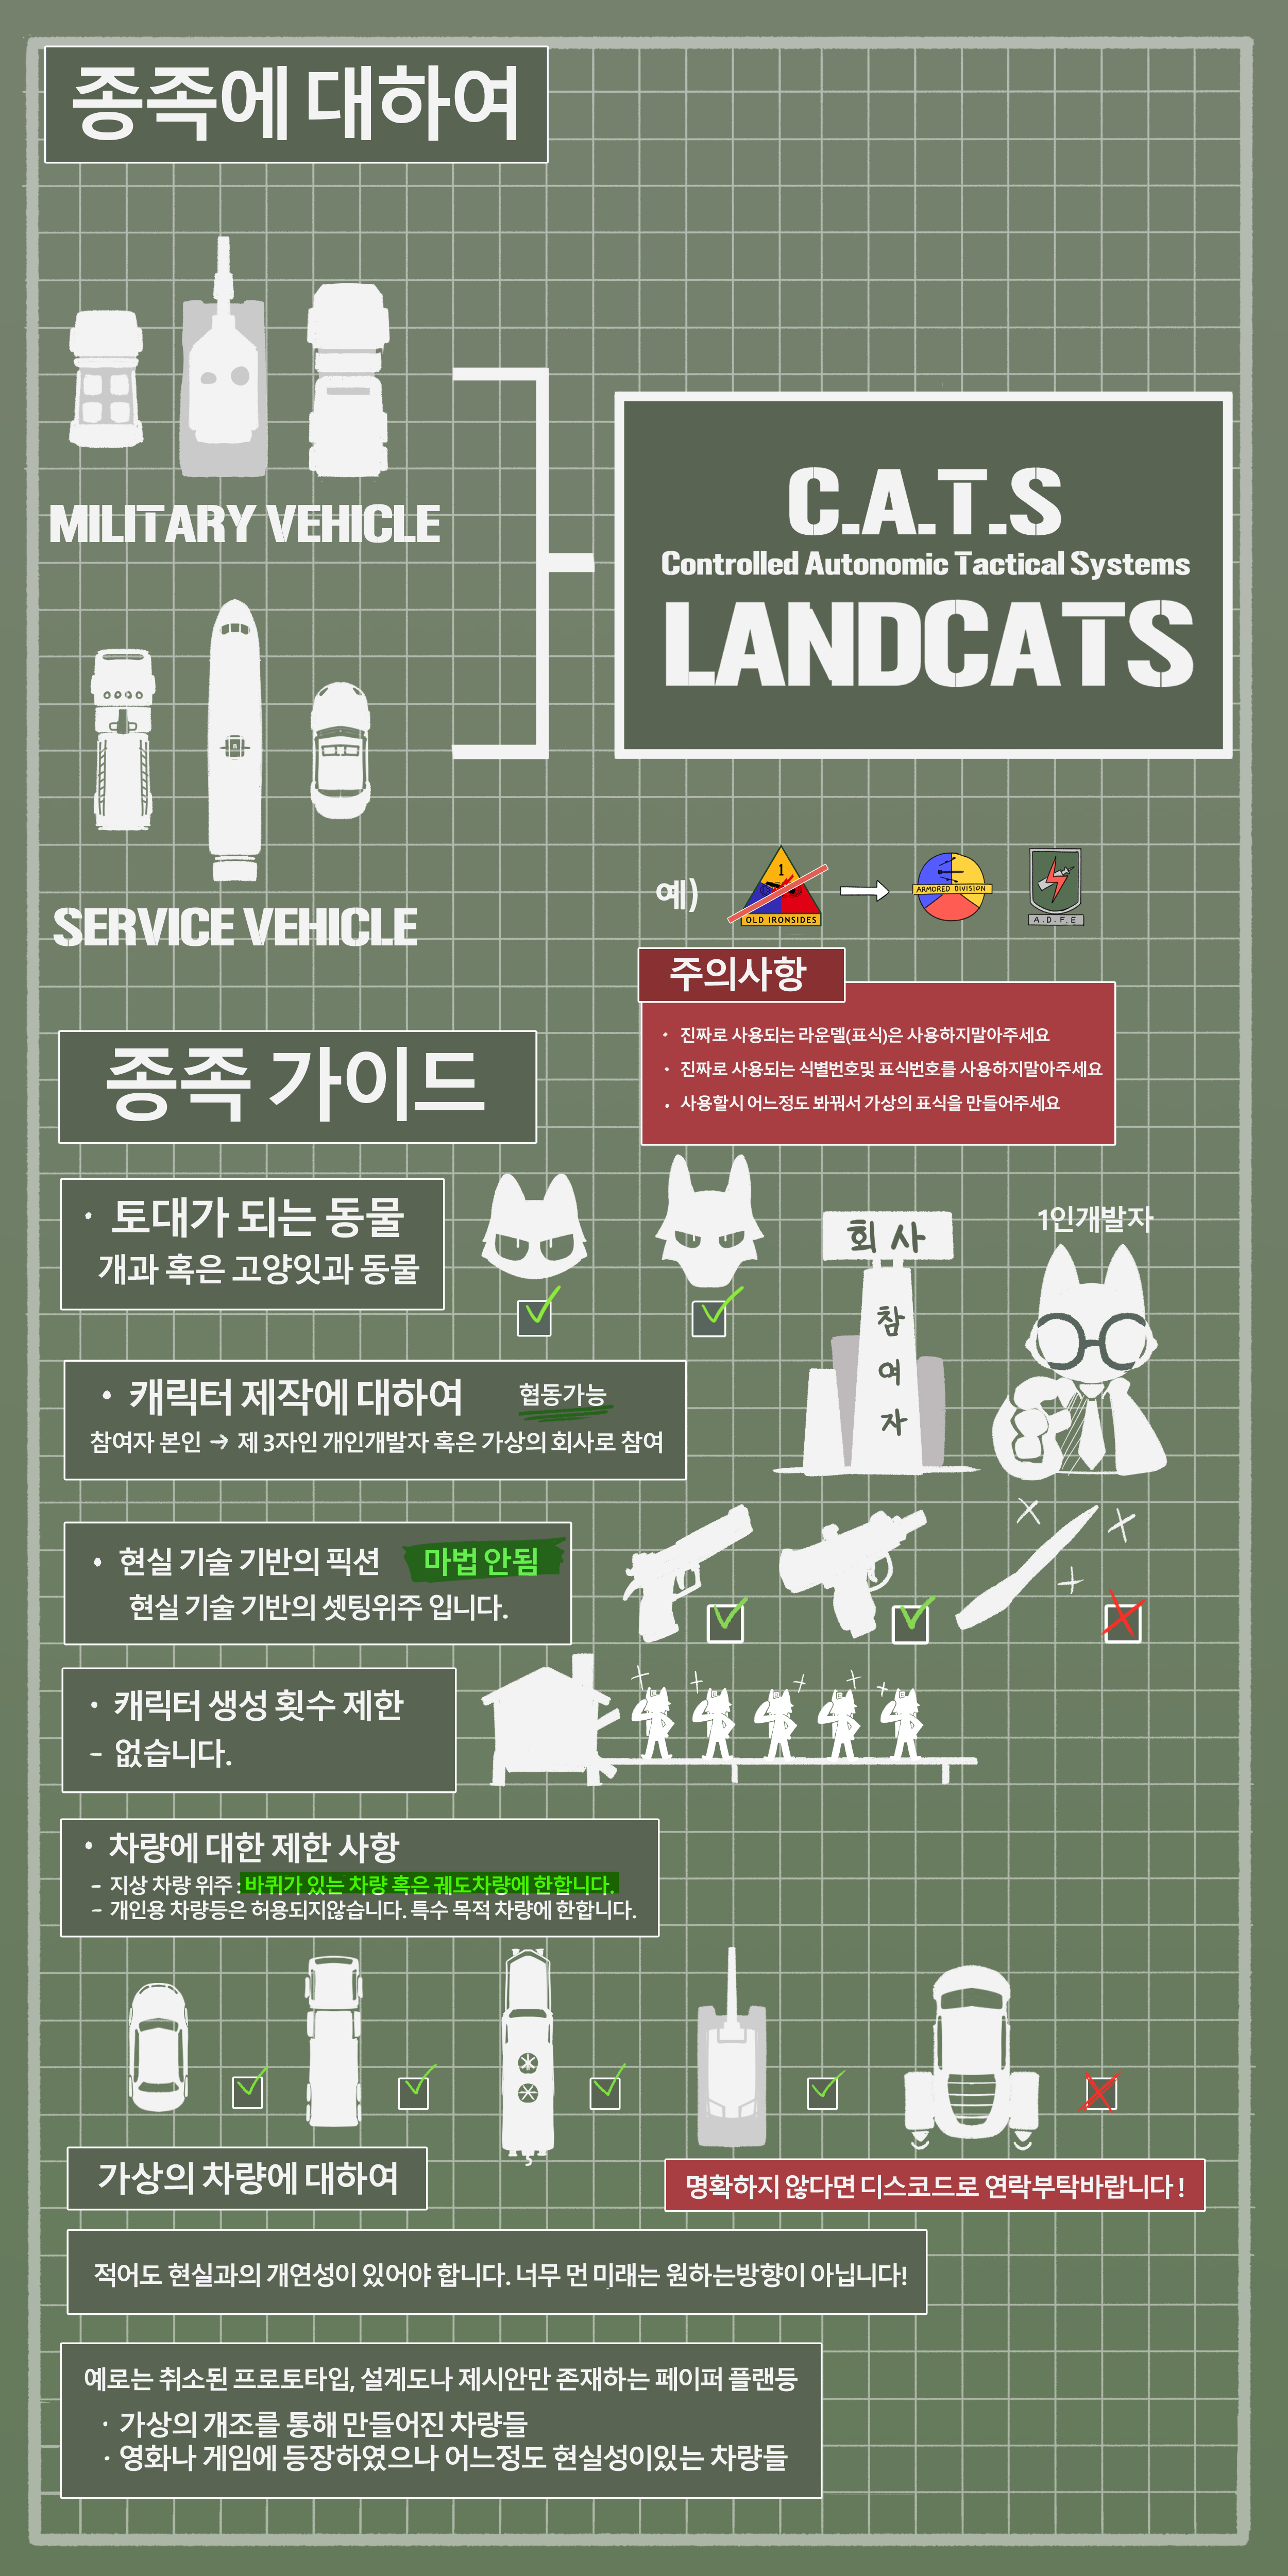 종족에 대하여
MILITARY VEHICLE
SERVICE VEHICLE
C.A.T.S
Controlled Autonomic Tactical Systems
LANDCATS
예)
1
OLD IRONSIDES
ARMORED DIVISION
A.D.F.E
주의사항
· 진짜로 사용되는 라운델(표식)은 사용하지말아주세요
· 진짜로 사용되는 식별번호및 표식번호를 사용하지말아주세요
· 사용할시 어느정도 봐꿔서 가상의 표식을 만들어주세요
종족 가이드
· 토대가 되는 동물
개과 혹은 고양잇과 동물
회사
참
여
자
1인개발자
· 캐릭터 제작에 대하여 협동가능
참여자 본인 → 제 3자인 개인개발자 혹은 가상의 회사로 참여
· 현실 기술 기반의 픽션 마법 안됨
현실 기술 기반의 셋팅위주 입니다.
· 캐릭터 생성 횟수 제한
- 없습니다.
· 차량에 대한 제한 사항
- 지상 차량 위주 : 바퀴가 있는 차량 혹은 궤도차량에 한합니다.
- 개인용 차량등은 허용되지않습니다. 특수 목적 차량에 한합니다.
가상의 차량에 대하여
명확하지 않다면 디스코드로 연락부탁바랍니다 !
적어도 현실과의 개연성이 있어야 합니다. 너무 먼 미래는 원하는방향이 아닙니다!
예로는 취소된 프로토타입, 설계도나 제시안만 존재하는 페이퍼 플랜등
· 가상의 개조를 통해 만들어진 차량들
· 영화나 게임에 등장하였으나 어느정도 현실성이있는 차량들